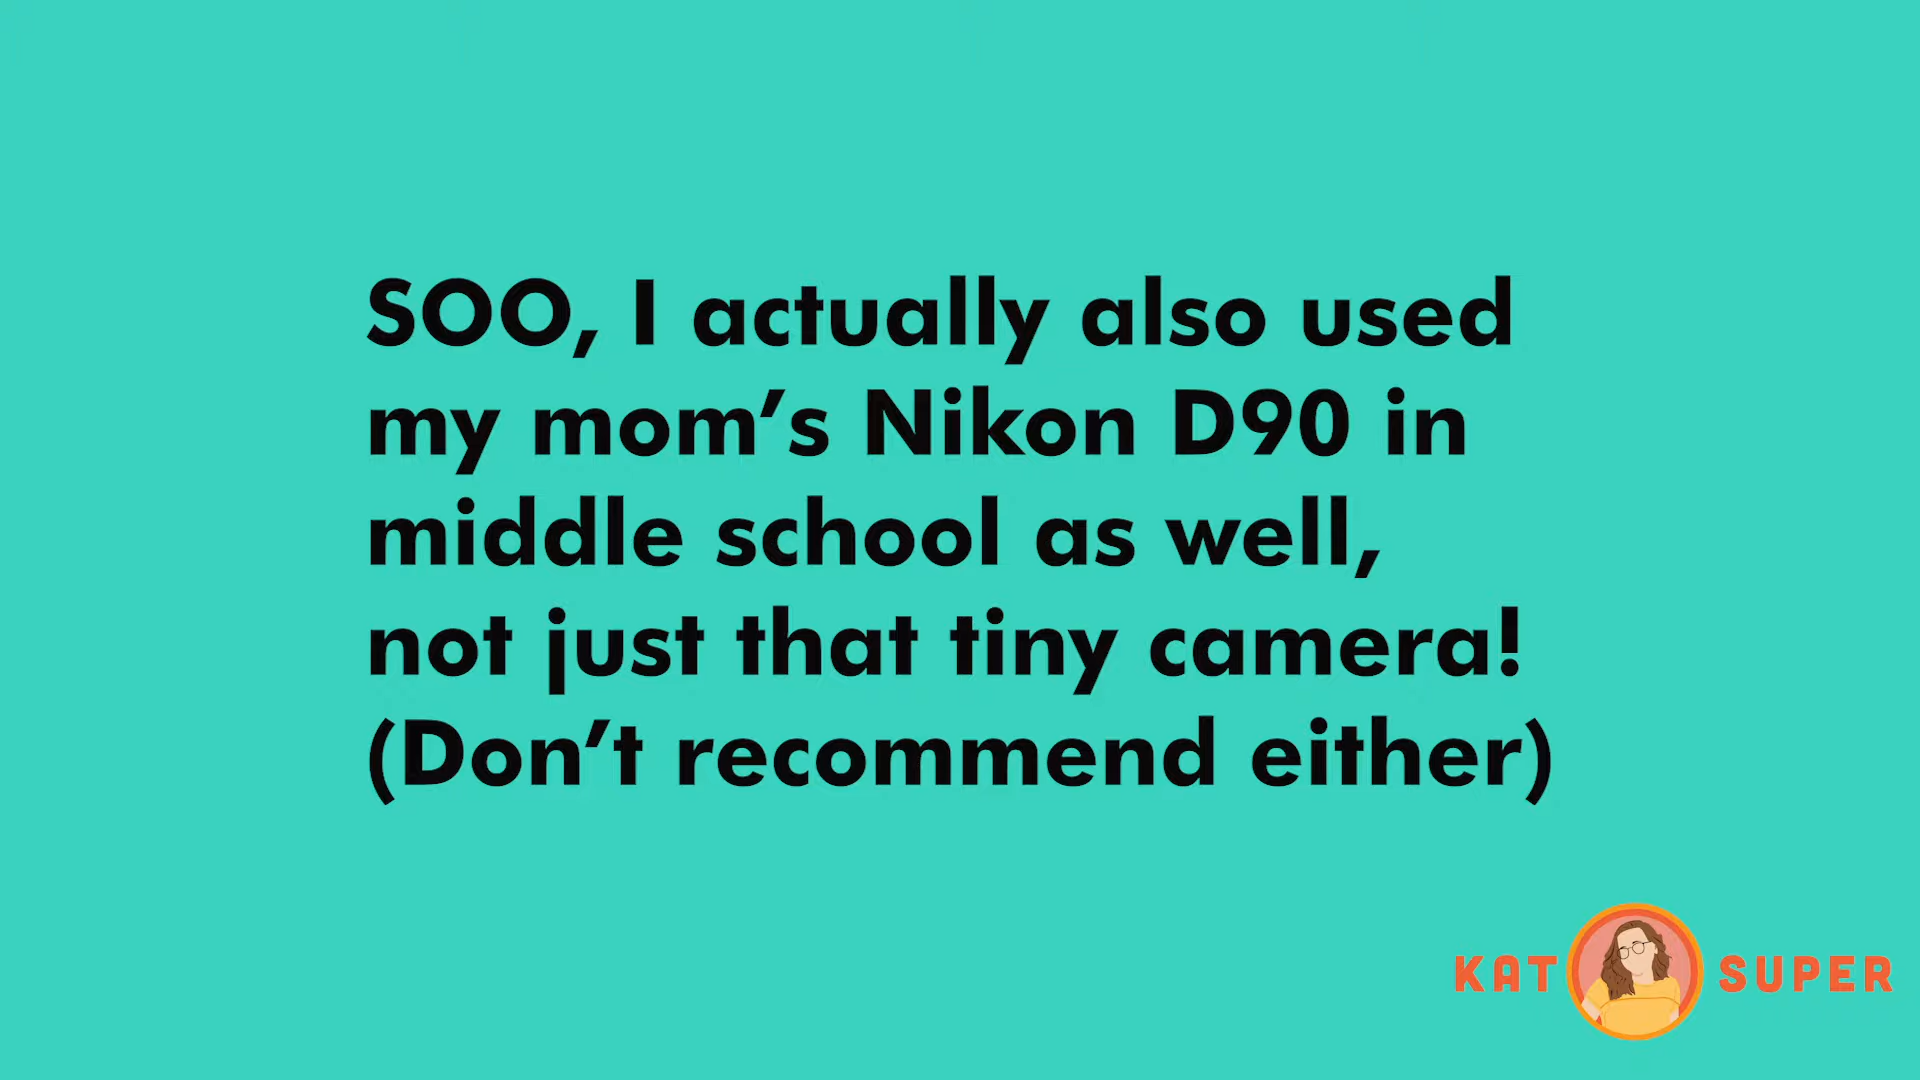 SOO, I actually also used
my mom’s Nikon D90 in
middle school as well,
not just that tiny camera!
(Don’t recommend either)
KAT SUPER